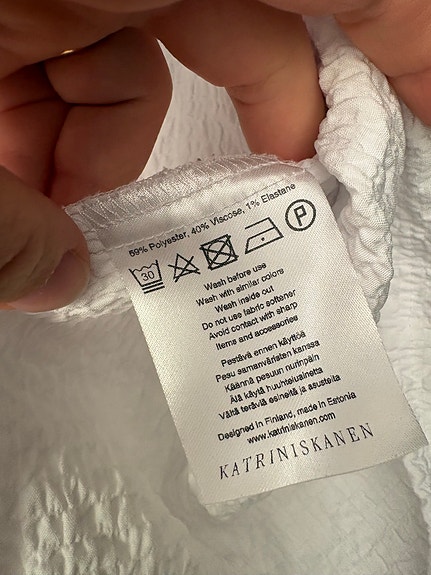 59% Polyester, 40% Viscose, 1% Elastane
30 P
Wash before use
Wash with similar colors
Wash inside out
Do not use fabric softener
Avoid contact with sharp
items and accessories
Pestävä ennen käyttöä
Pesu samanväristen kanssa
Käännä pesuun nurinpäin
Älä käytä huuhteluainetta
Vältä teräviä esineitä ja asusteita
Designed in Finland, made in Estonia
www.katriniskanen.com
KATRINISKANEN